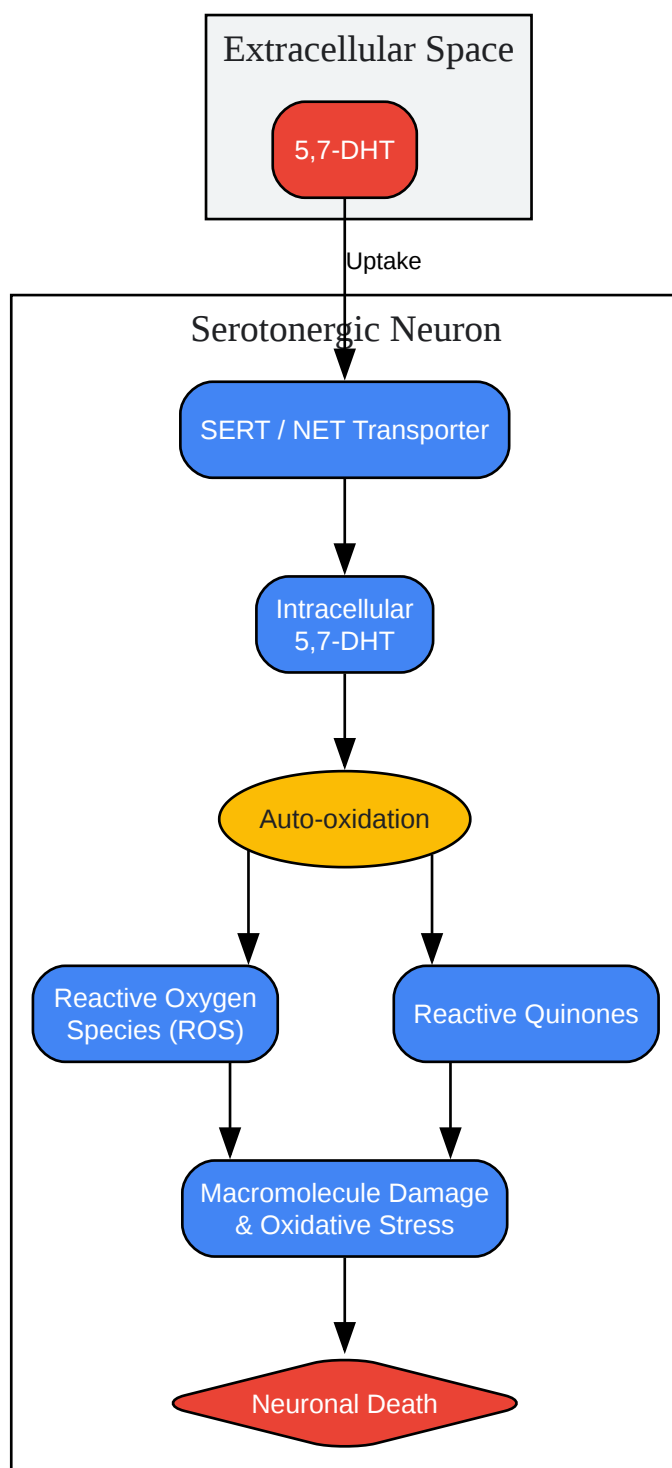 Extracellular Space
5,7-DHT
Uptake
Serotonergic Neuron
SERT / NET Transporter
Intracellular
5,7-DHT
Auto-oxidation
Reactive Oxygen
Species (ROS)
Reactive Quinones
Macromolecule Damage
& Oxidative Stress
Neuronal Death